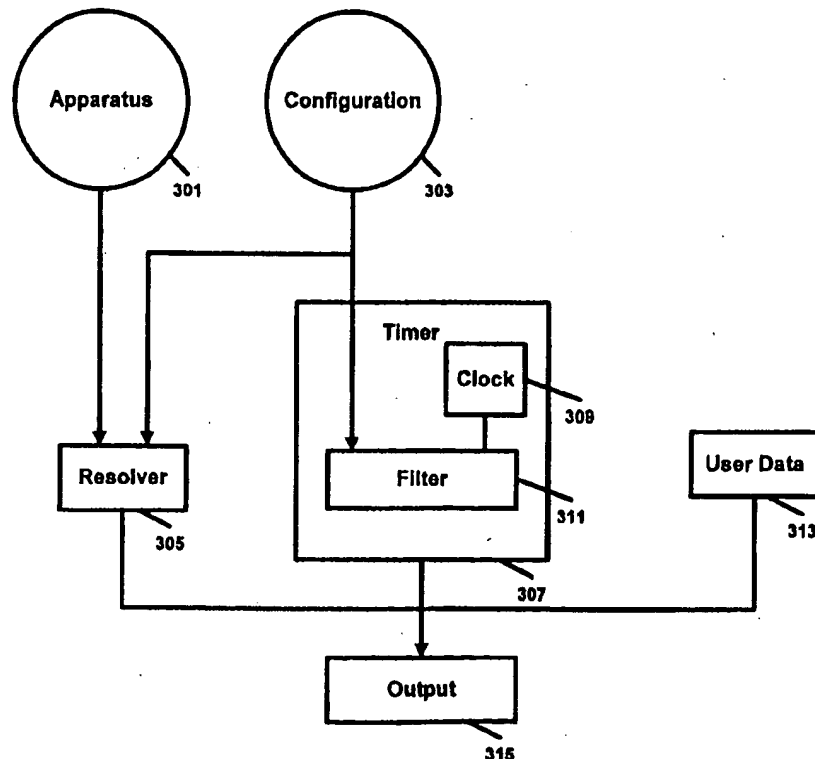 Apparatus
Configuration
301
303
Timer
Clock
309
Resolver
Filter
User Data
311
305
313
307
Output
315